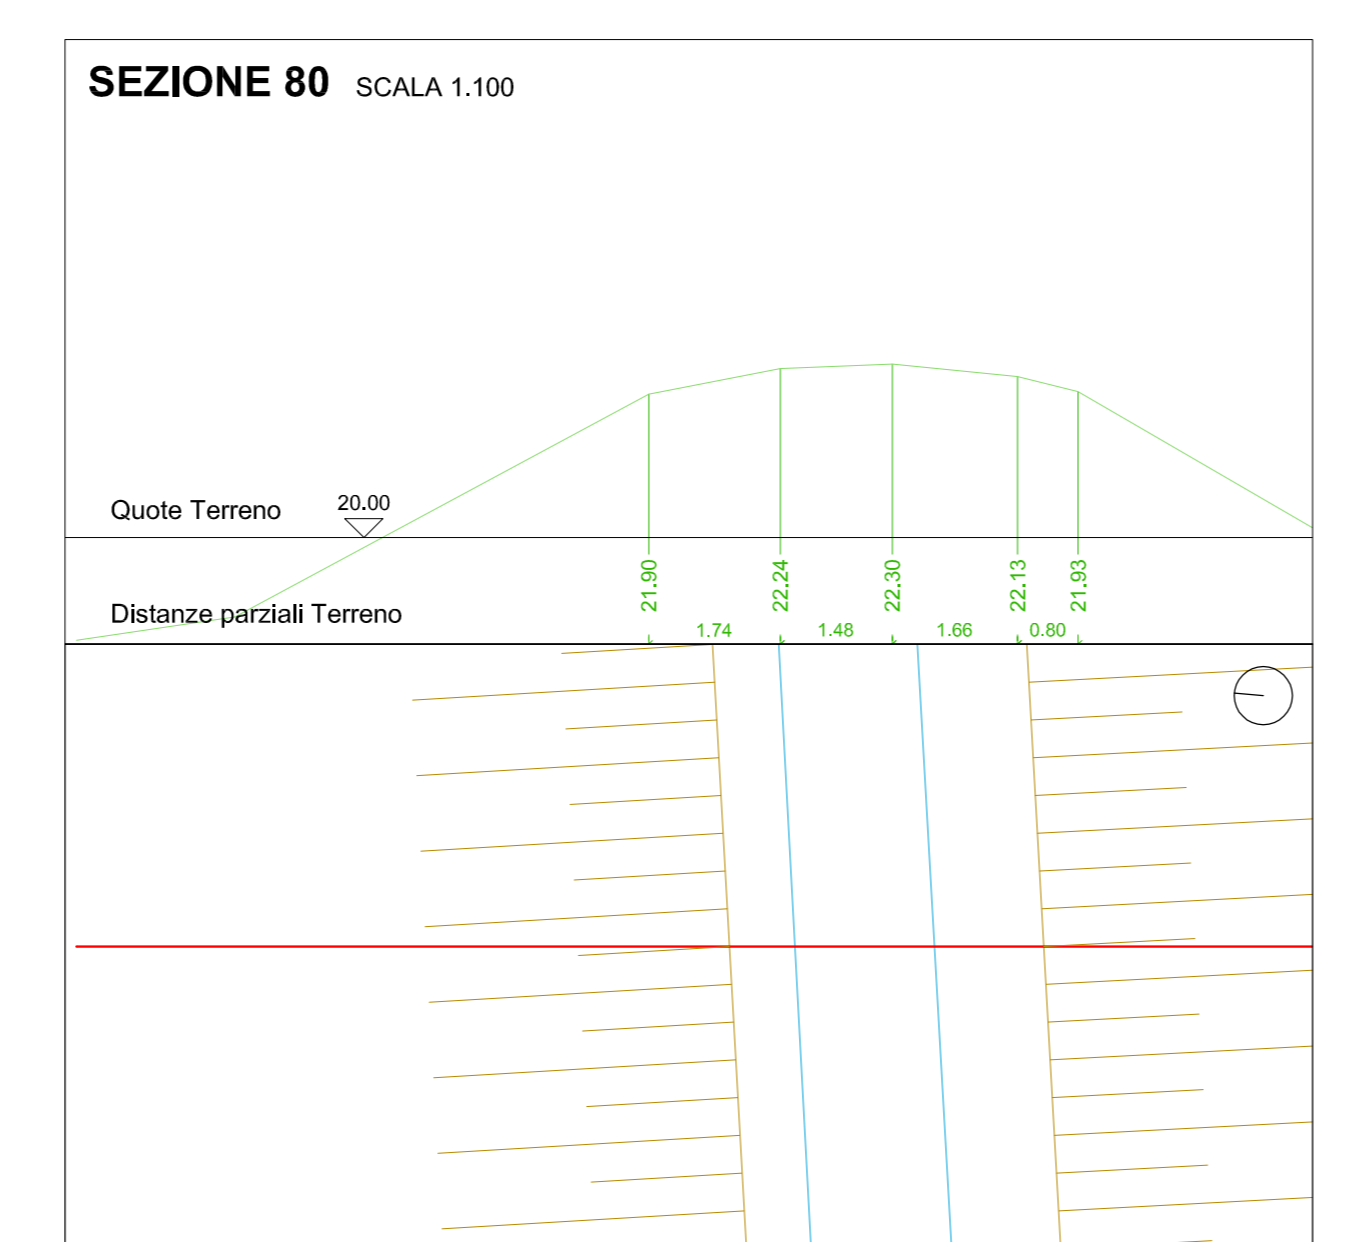 SEZIONE 80 SCALA 1.100
Quote Terreno 20.00
21.90 22.24 22.30 22.13 21.93
Distanze parziali Terreno
1.74 1.48 1.66 0.80